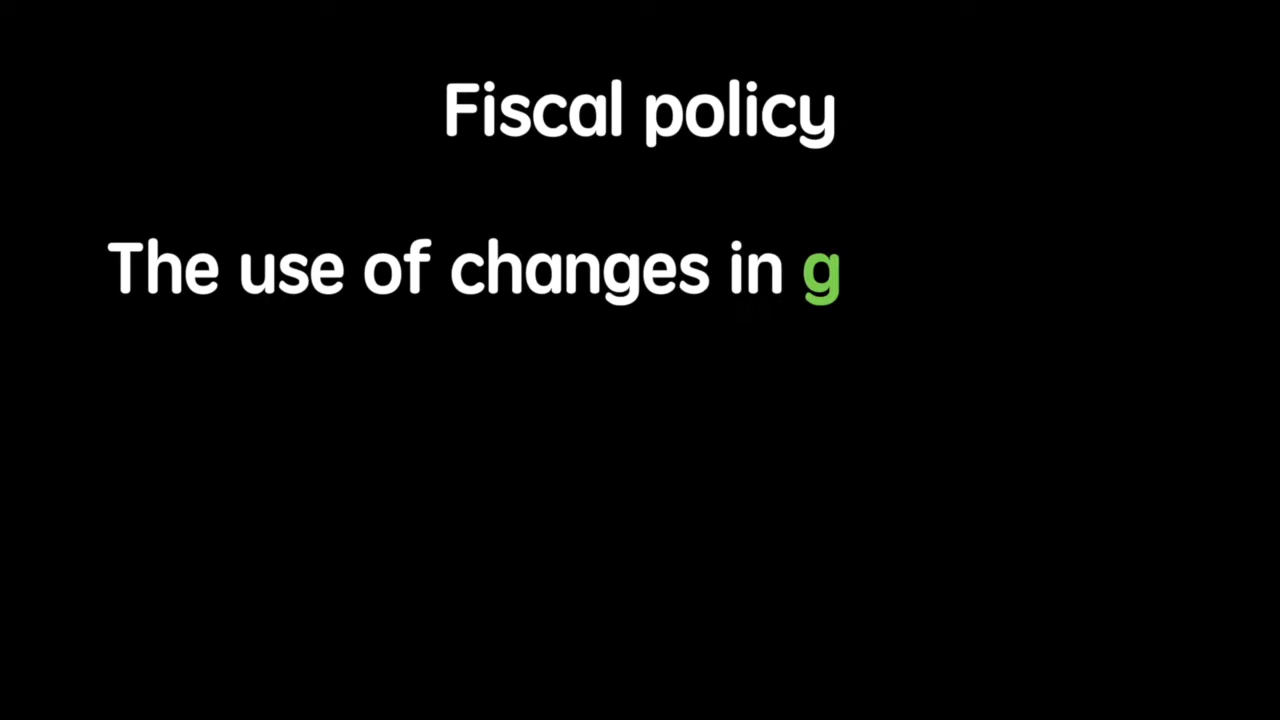 Fiscal policy
The use of changes in g